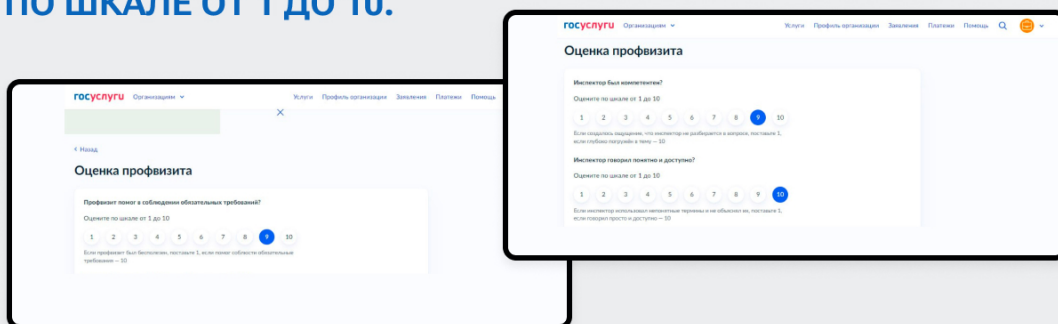 ПО ШКАЛЕ ОТ 1 ДО 10.
госуслуги Организациям Услуги Профиль организации Заявления Платежи Помощь
Назад
Оценка профвизита
Профвизит помог в соблюдении обязательных требований?
Оцените по шкале от 1 до 10
1 2 3 4 5 6 7 8 9 10
Если профвизит был бесполезен, поставьте 1, если помог соблюсти обязательные
требования — 10
госуслуги Организациям Услуги Профиль организации Заявления Платежи Помощь
Оценка профвизита
Инспектор был компетентен?
Оцените по шкале от 1 до 10
1 2 3 4 5 6 7 8 9 10
Если создалось ощущение, что инспектор не разбирается в вопросе, поставьте 1,
если глубоко погружён в тему — 10
Инспектор говорил понятно и доступно?
Оцените по шкале от 1 до 10
1 2 3 4 5 6 7 8 9 10
Если инспектор использовал непонятные термины и не объяснял их, поставьте 1,
если говорил просто и доступно — 10